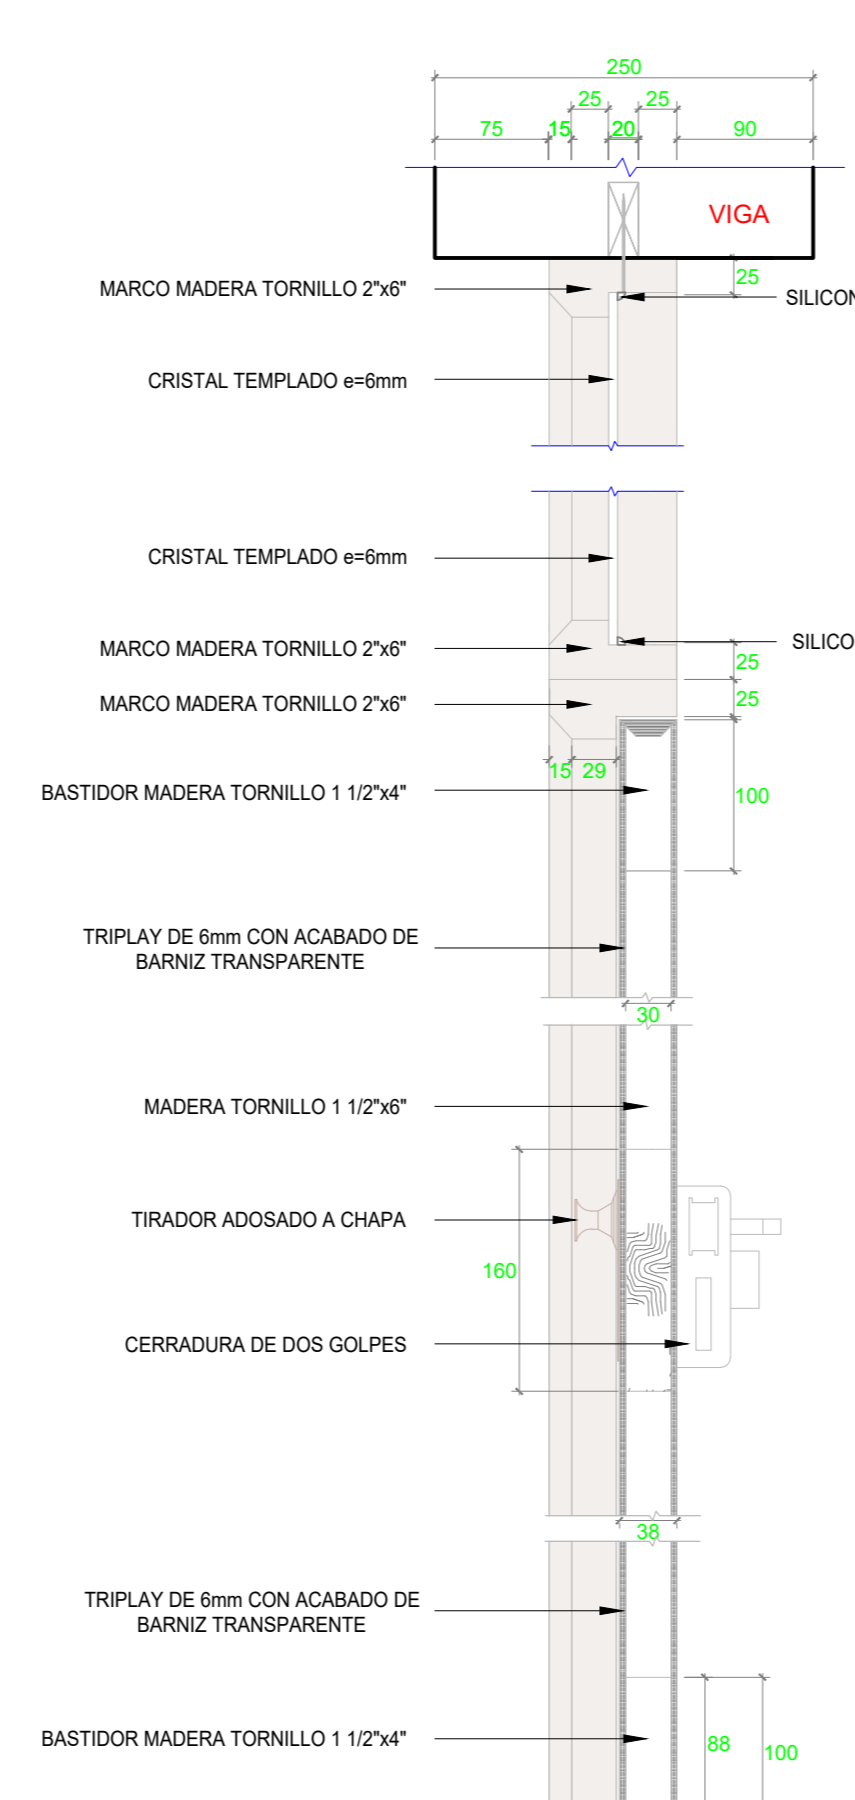 250
25 25
75 15 20 90
VIGA
25
MARCO MADERA TORNILLO 2"x6"
SILICON
CRISTAL TEMPLADO e=6mm
CRISTAL TEMPLADO e=6mm
MARCO MADERA TORNILLO 2"x6"
SILICO
25
25
MARCO MADERA TORNILLO 2"x6"
15 29
BASTIDOR MADERA TORNILLO 1 1/2"x4"
100
TRIPLAY DE 6mm CON ACABADO DE
BARNIZ TRANSPARENTE
30
MADERA TORNILLO 1 1/2"x6"
TIRADOR ADOSADO A CHAPA
160
CERRADURA DE DOS GOLPES
38
TRIPLAY DE 6mm CON ACABADO DE
BARNIZ TRANSPARENTE
BASTIDOR MADERA TORNILLO 1 1/2"x4"
88 100